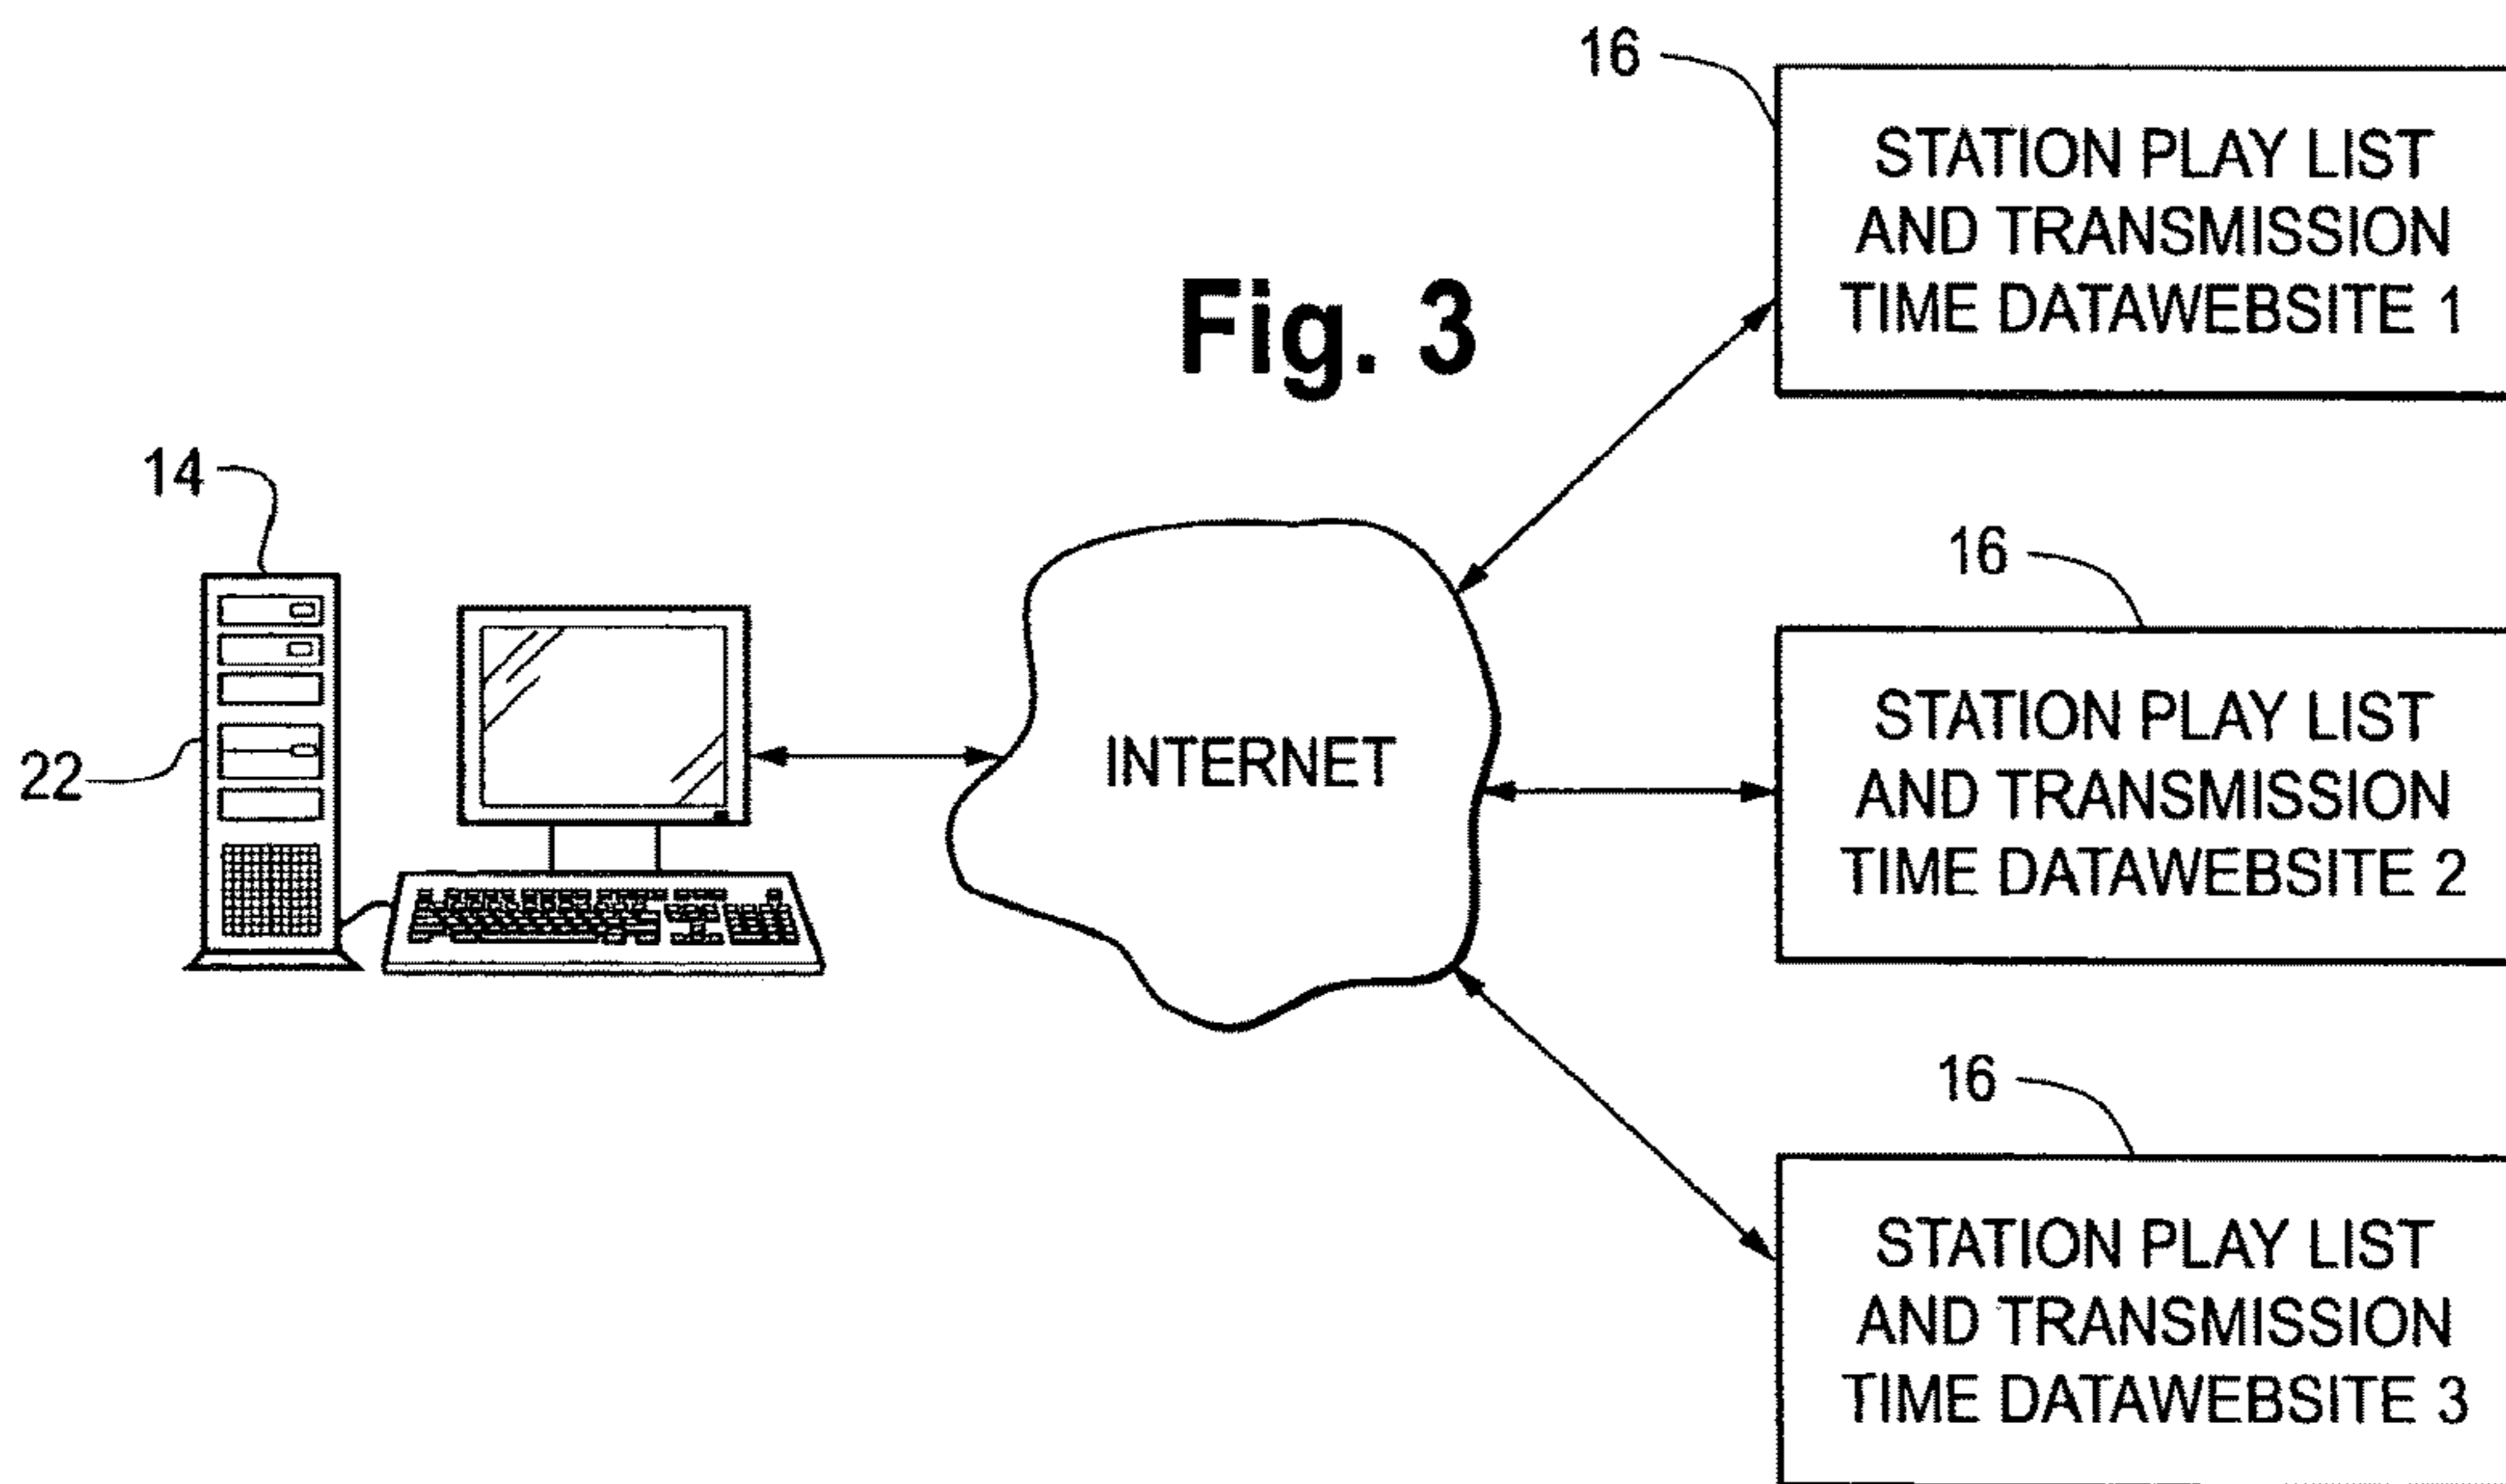 16
STATION PLAY LIST
AND TRANSMISSION
TIME DATAWEBSITE 1
Fig. 3
14
22
INTERNET
16
STATION PLAY LIST
AND TRANSMISSION
TIME DATAWEBSITE 2
16
STATION PLAY LIST
AND TRANSMISSION
TIME DATAWEBSITE 3